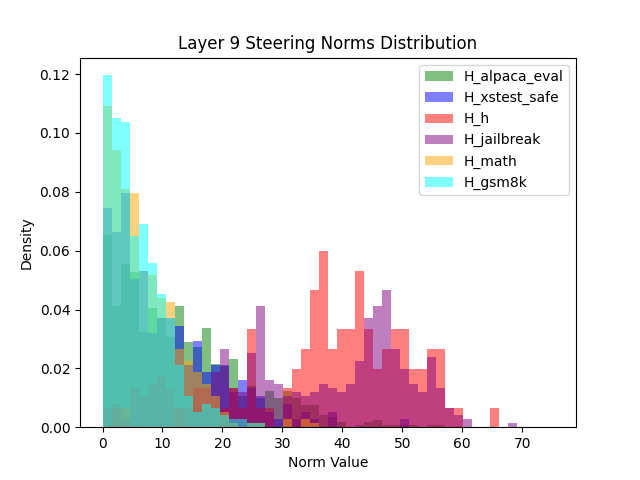 Layer 9 Steering Norms Distribution
H_alpaca_eval
H_xstest_safe
H_h
H_jailbreak
H_math
H_gsm8k
0.12
0.10
0.08
0.06
0.04
0.02
0.00
Density
0 10 20 30 40 50 60 70
Norm Value